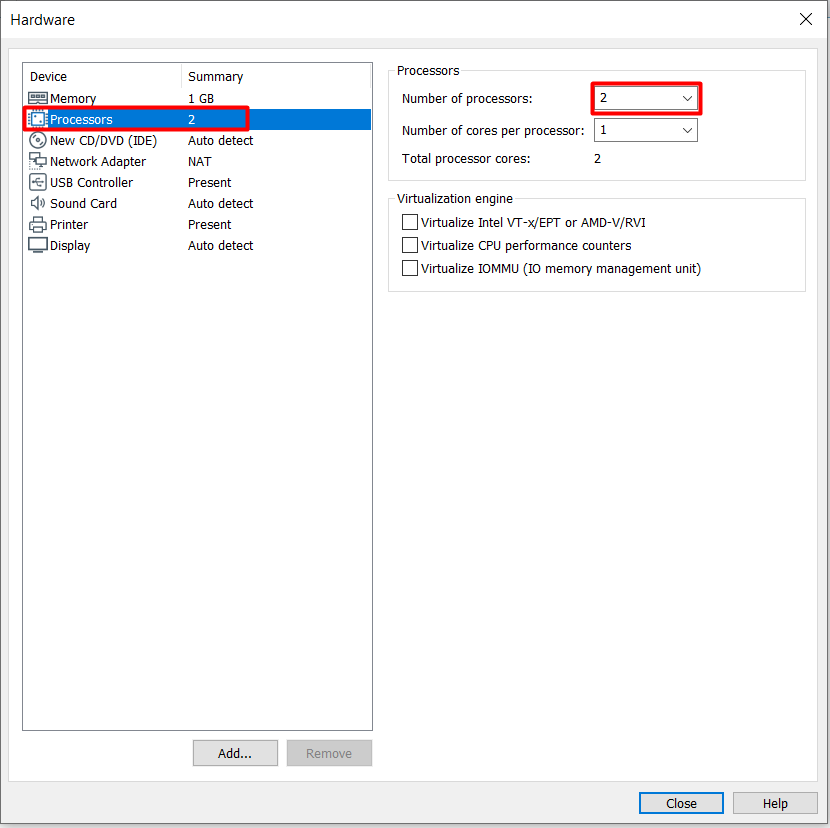 Hardware
Device Summary
Memory 1 GB
Processors 2
New CD/DVD (IDE) Auto detect
Network Adapter NAT
USB Controller Present
Sound Card Auto detect
Printer Present
Display Auto detect
Add...
Remove
Processors
Number of processors: 2
Number of cores per processor: 1
Total processor cores: 2
Virtualization engine
Virtualize Intel VT-x/EPT or AMD-V/RVI
Virtualize CPU performance counters
Virtualize IOMMU (IO memory management unit)
Close
Help